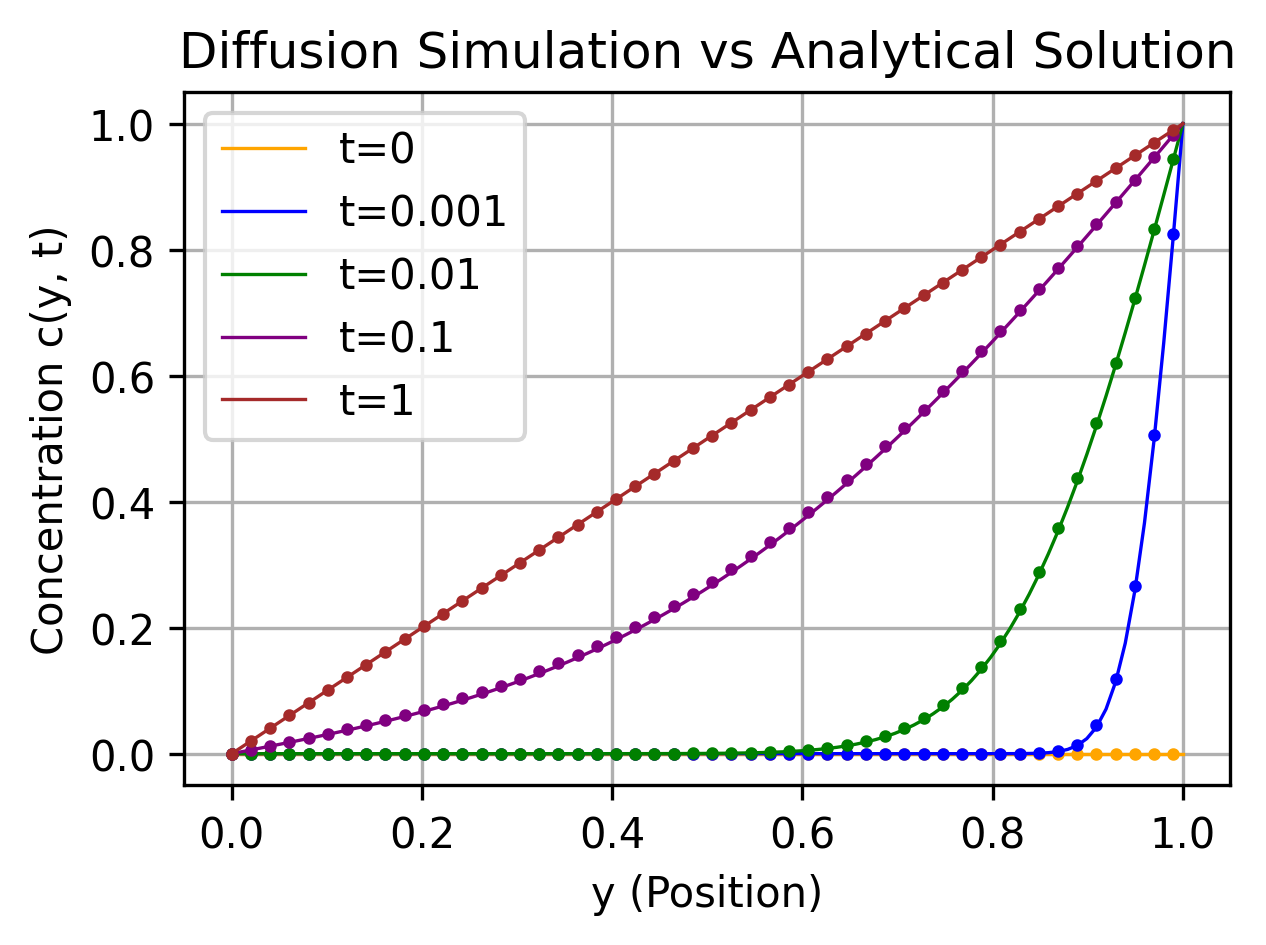 Diffusion Simulation vs Analytical Solution
1.0
0.8
0.6
0.4
0.2
0.0
Concentration c(y, t)
t=0
t=0.001
t=0.01
t=0.1
t=1
0.0 0.2 0.4 0.6 0.8 1.0
y (Position)